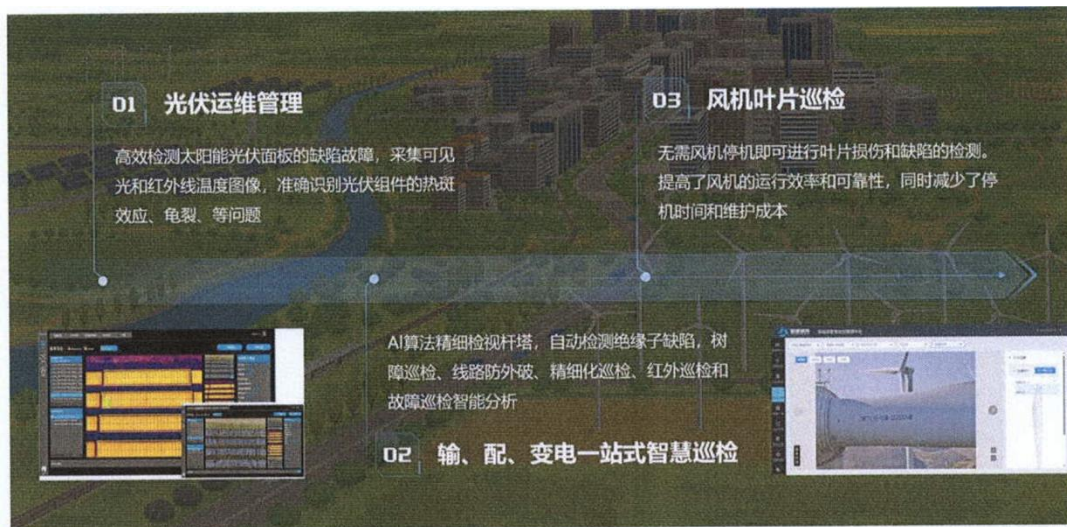 01 光伏运维管理
高效检测太阳能光伏面板的缺陷故障，采集可见
光和红外线温度图像，准确识别光伏组件的热斑
效应、龟裂、等问题
AI算法精细检视杆塔，自动检测绝缘子缺陷，树
障巡检、线路防外破、精细化巡检、红外巡检和
故障巡检智能分析
02 输、配、变电一站式智慧巡检
03 风机叶片巡检
无需风机停机即可进行叶片损伤和缺陷的检测。
提高了风机的运行效率和可靠性，同时减少了停
机时间和维护成本